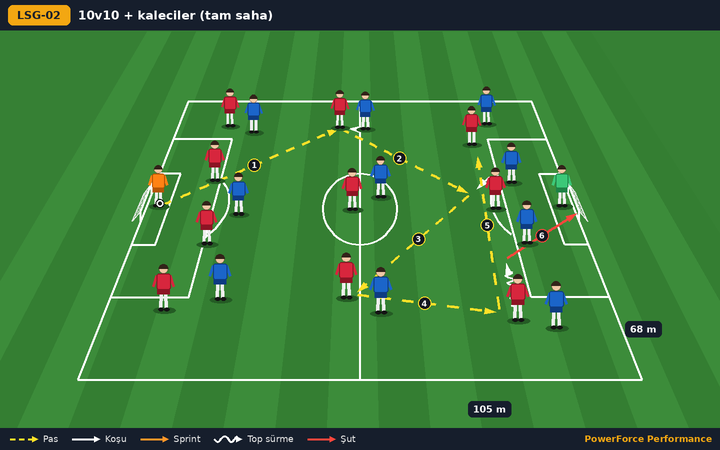 LSG-02 10v10 + kaleciler (tam saha)
1
2
3
4
5
6
68 m
105 m
Pas Koşu Sprint Top sürme Şut PowerForce Performance